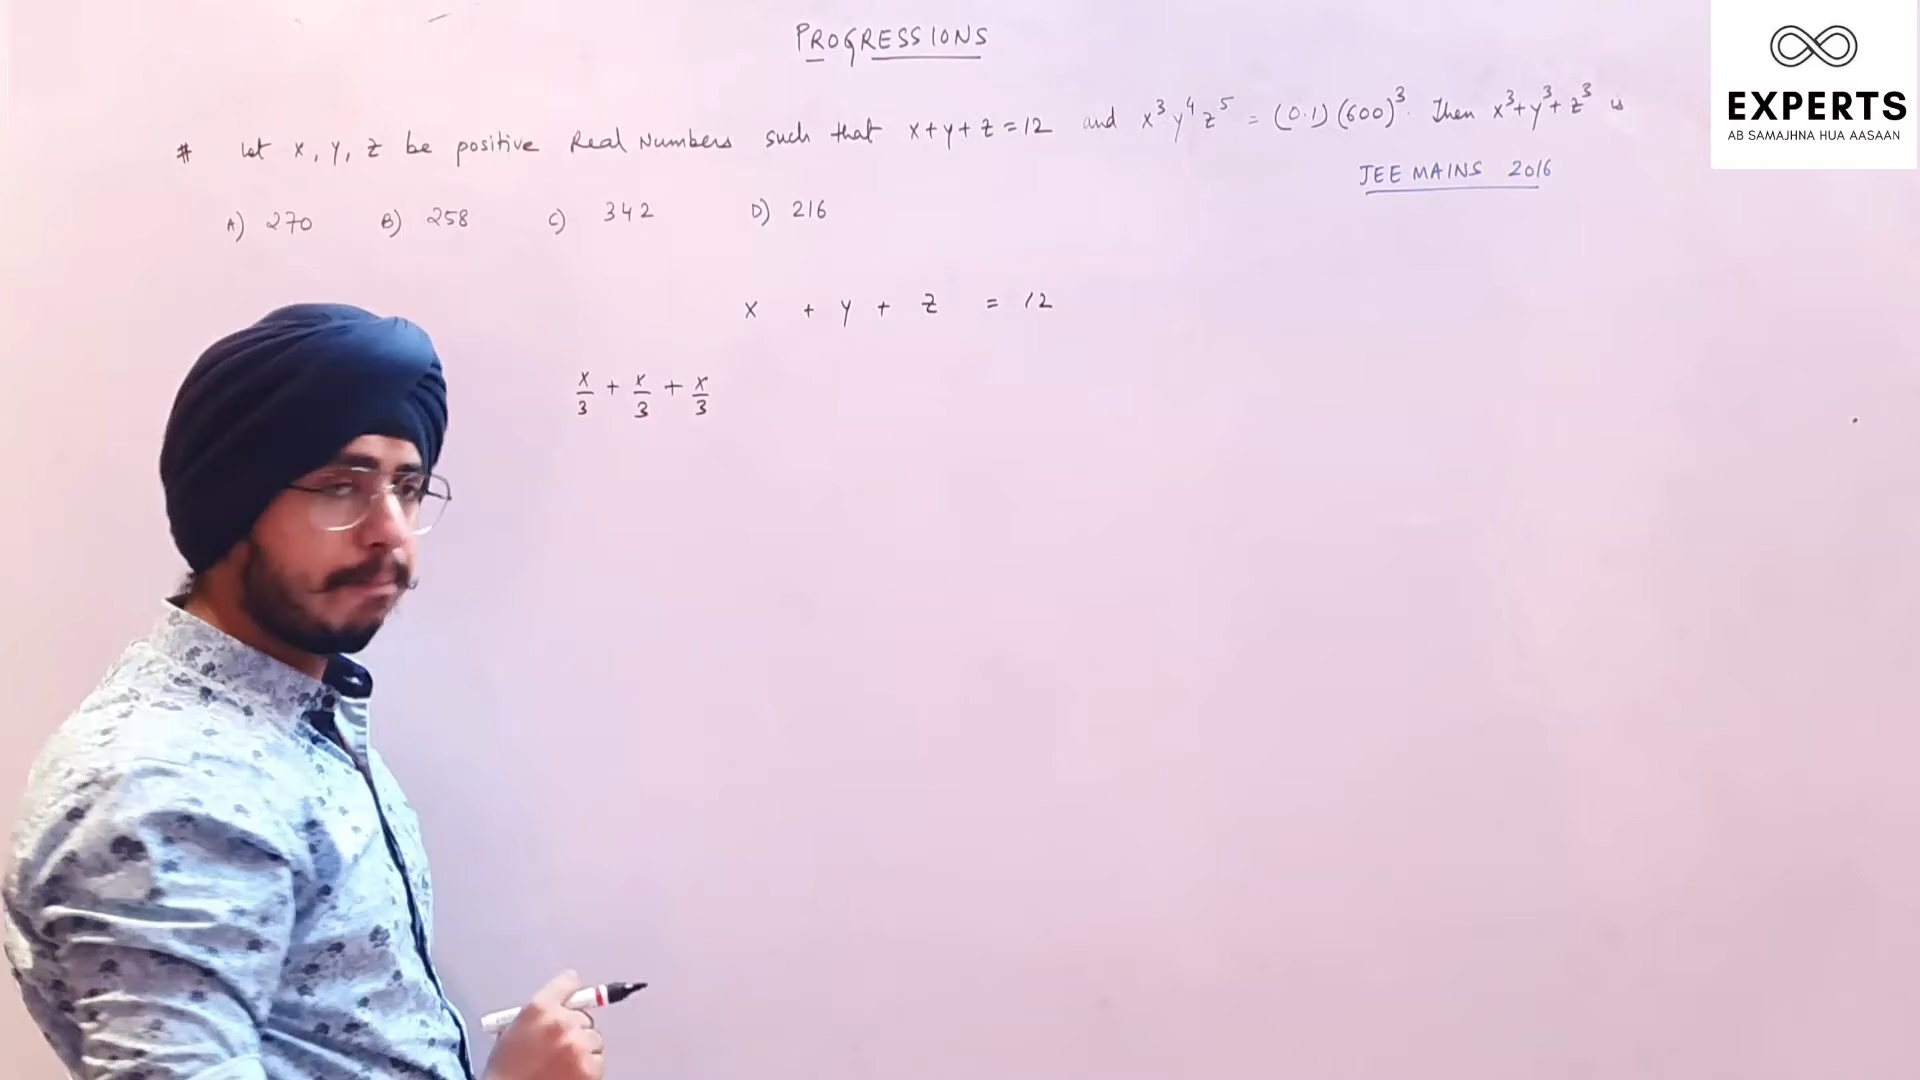 PROGRESSIONS
# Let x, y, z be positive Real Numbers such that x+y+z=12 and x³y⁴z⁵ = (0.1)(600)³. Then x³+y³+z³ is
JEE MAINS 2016
A) 270 B) 258 C) 342 D) 216
x + y + z = 12
x/3 + x/3 + x/3
EXPERTS
AB SAMAJHNA HUA AASAAN